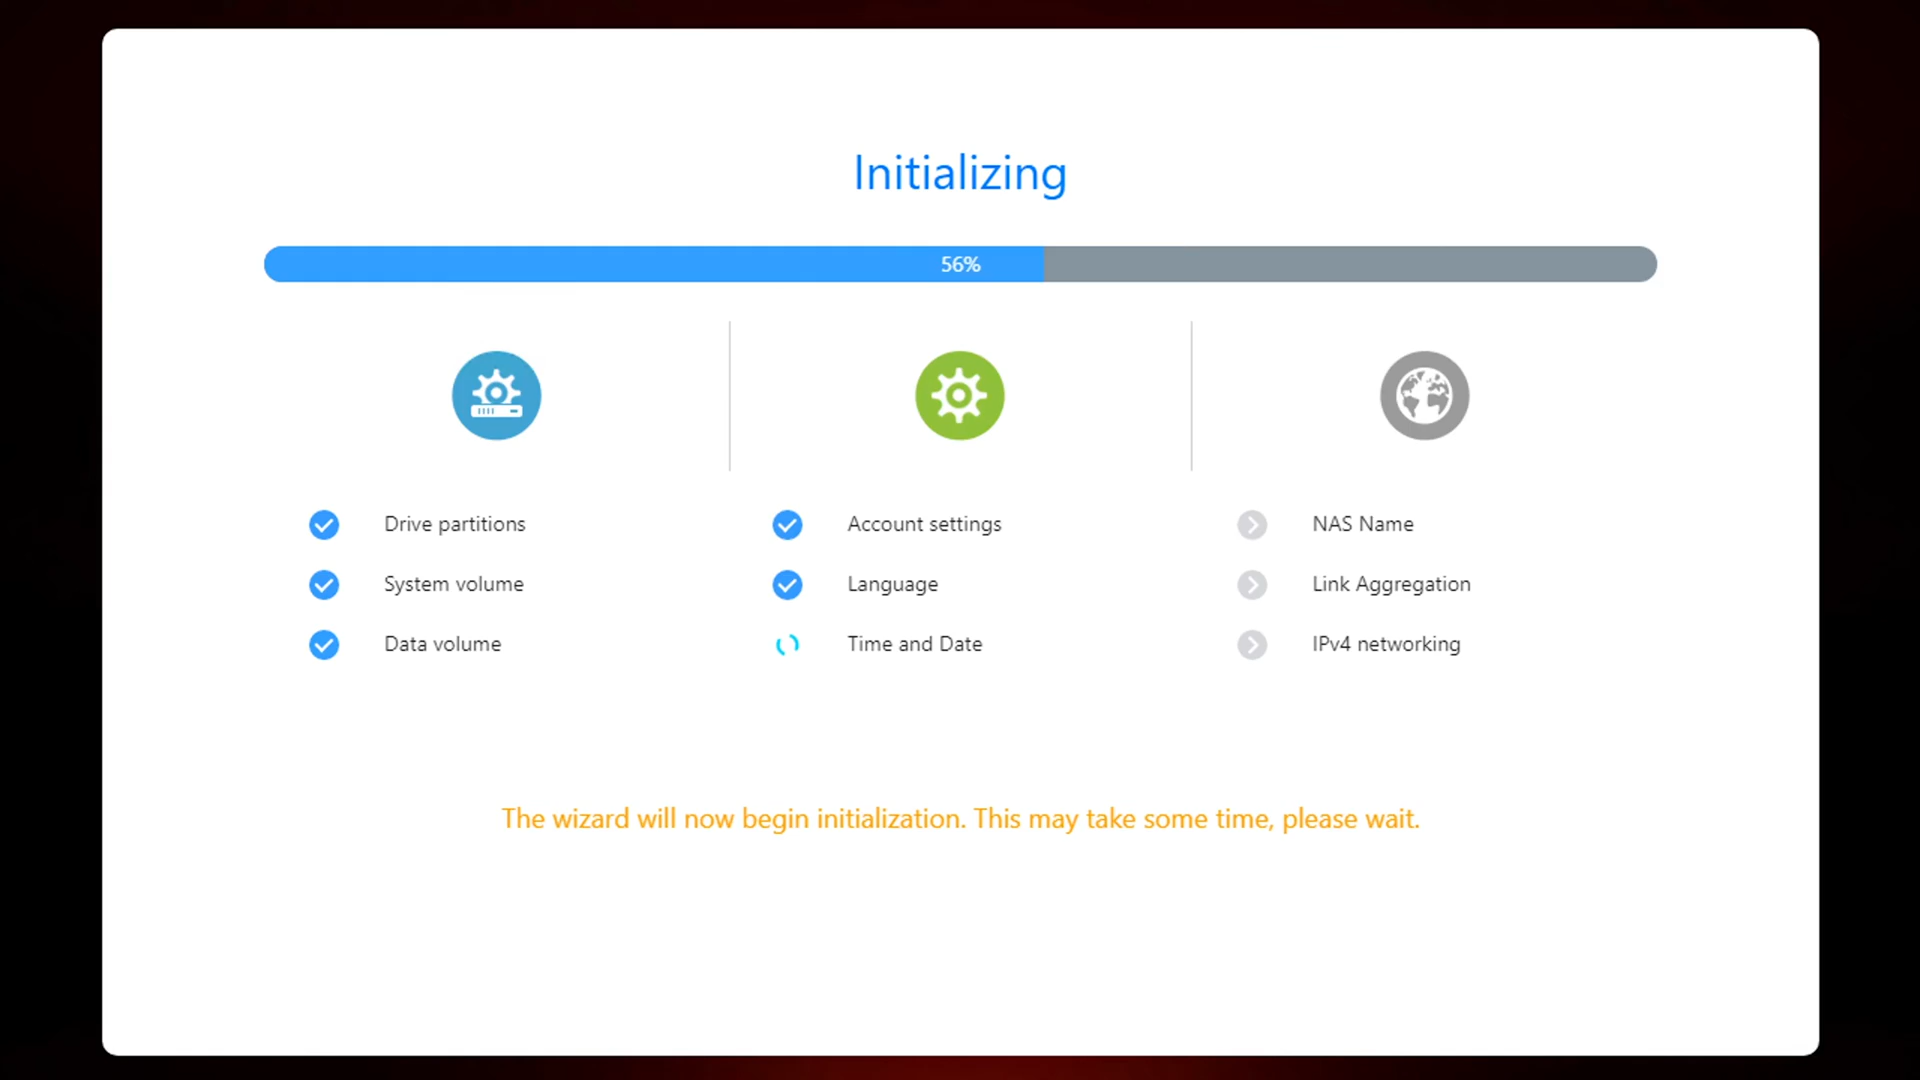 Initializing
56%
Drive partitions
System volume
Data volume
Account settings
Language
Time and Date
NAS Name
Link Aggregation
IPv4 networking
The wizard will now begin initialization. This may take some time, please wait.